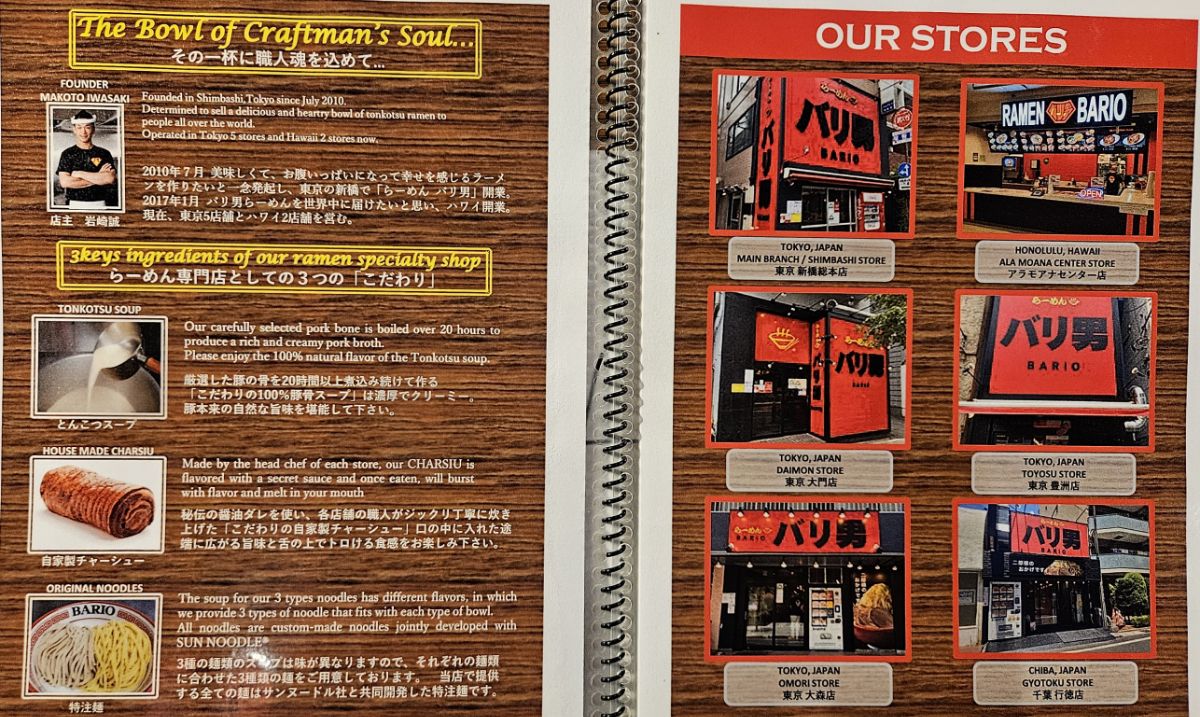 The Bowl of Craftman's Soul...
その一杯に職人魂を込めて...
FOUNDER
MAKOTO IWASAKI
店主 岩崎誠
Founded in Shimbashi,Tokyo since July 2010.
Determined to sell a delicious and heartry bowl of tonkotsu ramen to
people all over the world.
Operated in Tokyo 5 stores and Hawaii 2 stores now.
2010年7月 美味しくて、お腹いっぱいになって幸せを感じるラーメ
ンを作りたいと一念発起し、東京の新橋で「らーめん バリ男」開業。
2017年1月 バリ男らーめんを世界中に届けたいと思い、ハワイ開業。
現在、東京5店舗とハワイ2店舗を営む。
3keys ingredients of our ramen specialty shop
らーめん専門店としての3つの「こだわり」
TONKOTSU SOUP
とんこつスープ
Our carefully selected pork bone is boiled over 20 hours to
produce a rich and creamy pork broth.
Please enjoy the 100% natural flavor of the Tonkotsu soup.
厳選した豚の骨を20時間以上煮込み続けて作る
「こだわりの100%豚骨スープ」は濃厚でクリーミー。
豚本来の自然な旨味を堪能して下さい。
HOUSE MADE CHARSIU
自家製チャーシュー
Made by the head chef of each store, our CHARSIU is
flavored with a secret sauce and once eaten, will burst
with flavor and melt in your mouth
秘伝の醤油ダレを使い、各店舗の職人がジックリ丁寧に炊き
上げた「こだわりの自家製チャーシュー」口の中に入れた途
端に広がる旨味と舌の上でトロける食感をお楽しみ下さい。
ORIGINAL NOODLES
BARIO
特注麺
The soup for our 3 types noodles has different flavors, in which
we provide 3 types of noodle that fits with each type of bowl.
All noodles are custom-made noodles jointly developed with
SUN NOODLE®
3種の麺類のスープは味が異なりますので、それぞれの麺類
に合わせた3種類の麺をご用意しております。 当店で提供
する全ての麺はサンヌードル社と共同開発した特注麺です。
OUR STORES
らーめん
バリ男
BARIO
バリ男
TOKYO, JAPAN
MAIN BRANCH / SHIMBASHI STORE
東京 新橋総本店
RAMEN BARIO
OPEN
HONOLULU, HAWAII
ALA MOANA CENTER STORE
アラモアナセンター店
らーめん
バリ男
バリ男
BARIO
TOKYO, JAPAN
DAIMON STORE
東京 大門店
らーめん
バリ男
BARIO
TOKYO, JAPAN
TOYOSU STORE
東京 豊洲店
らーめん
バリ男
BARIO
TOKYO, JAPAN
OMORI STORE
東京 大森店
らーめん
バリ男
BARIO
二郎様の
おかげです
CHIBA, JAPAN
GYOTOKU STORE
千葉 行徳店